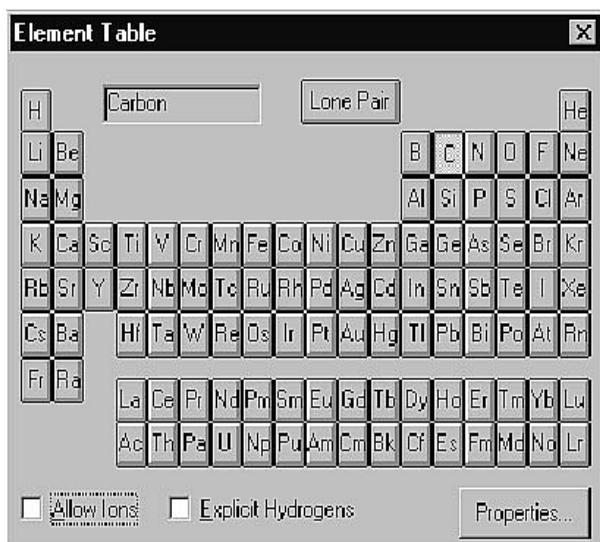 Element Table
Carbon Lone Pair
H He
Li Be B C N O F Ne
Na Mg Al Si P S Cl Ar
K Ca Sc Ti V Cr Mn Fe Co Ni Cu Zn Ga Ge As Se Br Kr
Rb Sr Y Zr Nb Mo Tc Ru Rh Pd Ag Cd In Sn Sb Te I Xe
Cs Ba Hf Ta W Re Os Ir Pt Au Hg Tl Pb Bi Po At Rn
Fr Ra
La Ce Pr Nd Pm Sm Eu Gd Tb Dy Ho Er Tm Yb Lu
Ac Th Pa U Np Pu Am Cm Bk Cf Es Fm Md No Lr
Allow Ions Explicit Hydrogens Properties...